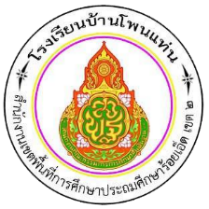 โรงเรียนบ้านโพนแท่น
สำนักงานเขตพื้นที่การศึกษาประถมศึกษาร้อยเอ็ด เขต ๒